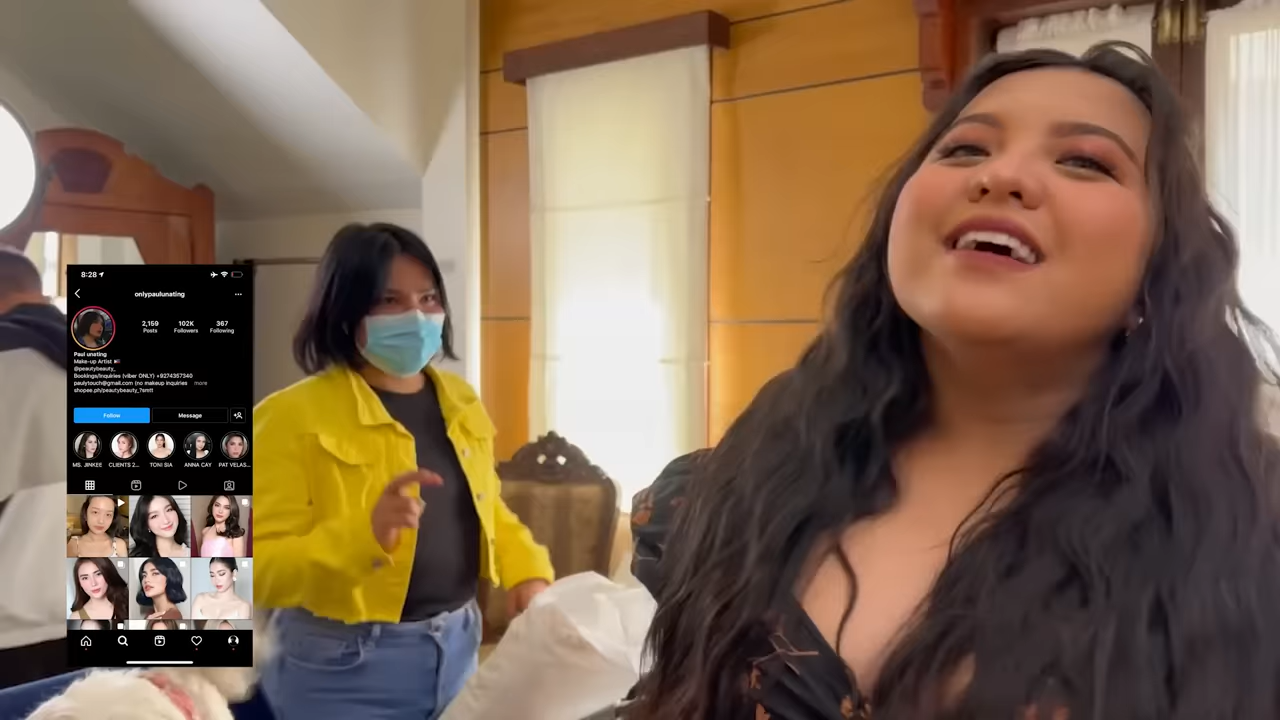 8:28
onlypaulunating
2,159 102K 367
Posts Followers Following
Paul unating
Make-up Artist
@peautybeauty_
Bookings/Inquiries (viber ONLY) +9274357340
paulytouch@gmail.com (no makeup inquiries more
shopee.ph/peautybeauty_?smtt
Follow Message
MS. JINKEE CLIENTS 2... TONI SIA ANNA CAY PAT VELAS...